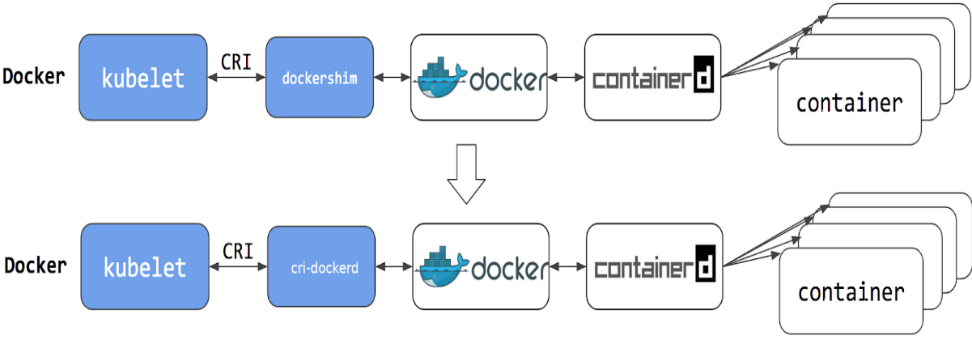 Docker kubelet CRI dockershim docker containerd container
Docker kubelet CRI cri-dockerd docker containerd container